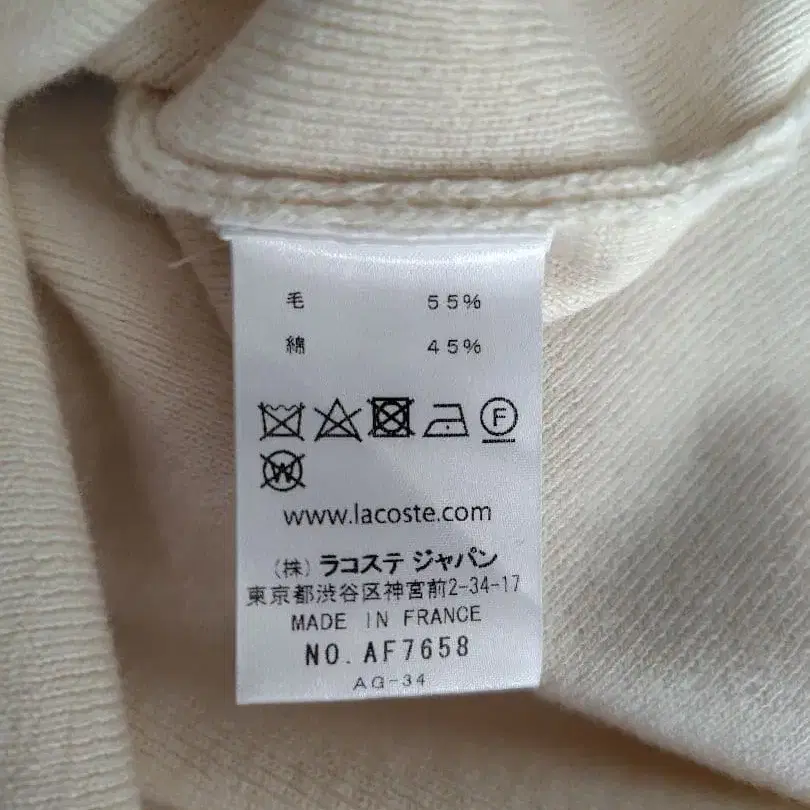 毛 55%
綿 45%
F
W
www.lacoste.com
(株) ラコステ ジャパン
東京都渋谷区神宮前2-34-17
MADE IN FRANCE
NO. AF7658
AG-34